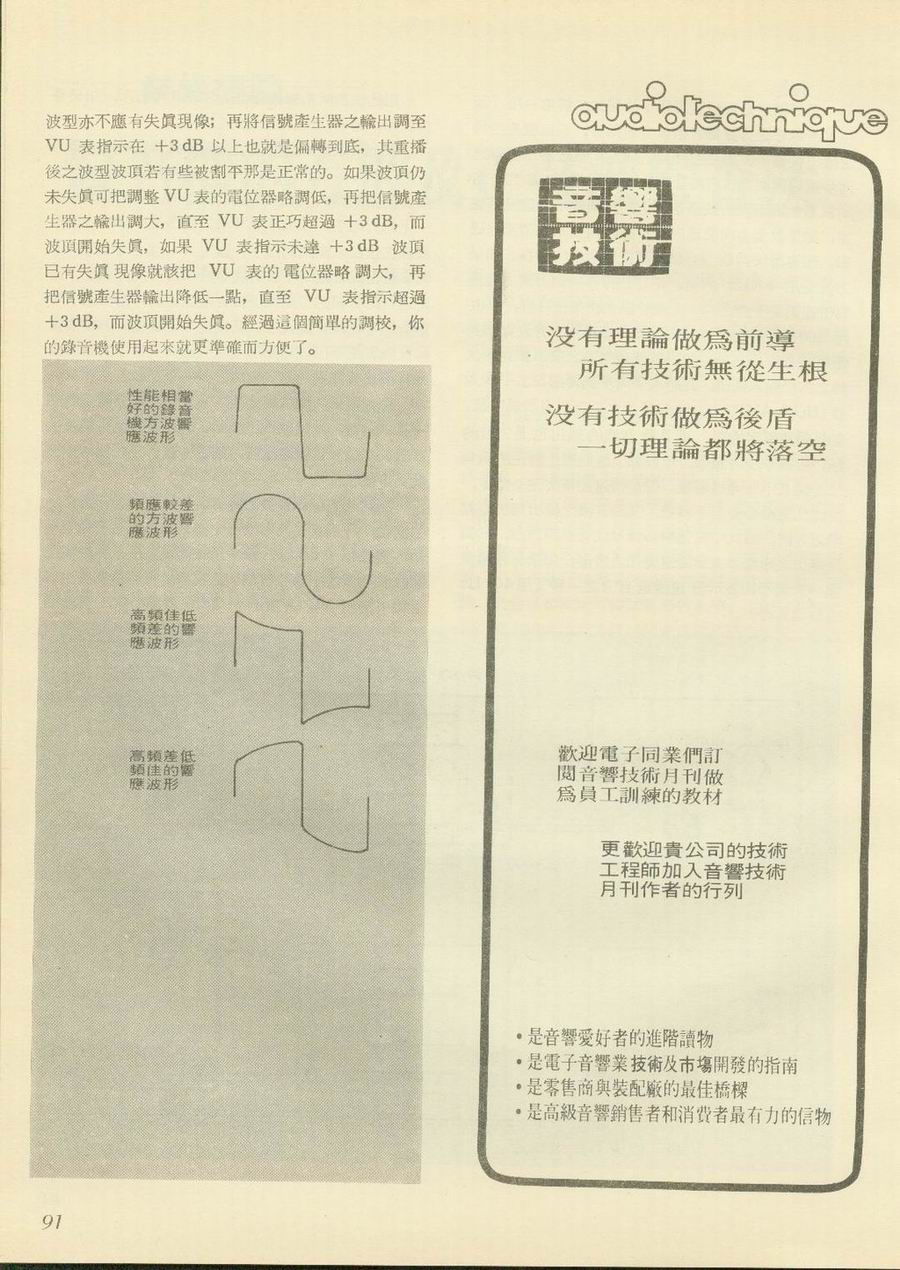 波型亦不應有失眞現像；再將信號產生器之輸出調至
VU 表指示在 +3 dB 以上也就是偏轉到底，其重播
後之波型波頂若有些被割平那是正常的。如果波頂仍
未失眞可把調整 VU 表的電位器略調低，再把信號產
生器之輸出調大，直至 VU 表正巧超過 +3 dB，而
波頂開始失眞，如果 VU 表指示未達 +3 dB 波頂
已有失眞現像就該把 VU 表的電位器略調大，再
把信號產生器輸出降低一點，直至 VU 表指示超過
+3 dB，而波頂開始失眞。經過這個簡單的調校，你
的錄音機使用起來就更準確而方便了。
性能相當
好的錄音
機方波響
應波形
頻應較差
的方波響
應波形
高頻佳低
頻差的響
應波形
高頻差低
頻佳的響
應波形
91
audiotechnique
音響
技術
没有理論做爲前導
所有技術無從生根
没有技術做爲後盾
一切理論都將落空
歡迎電子同業們訂
閱音響技術月刊做
爲員工訓練的教材
更歡迎貴公司的技術
工程師加入音響技術
月刊作者的行列
•是音響愛好者的進階讀物
•是電子音響業技術及市場開發的指南
•是零售商與裝配廠的最佳橋樑
•是高級音響銷售者和消費者最有力的信物